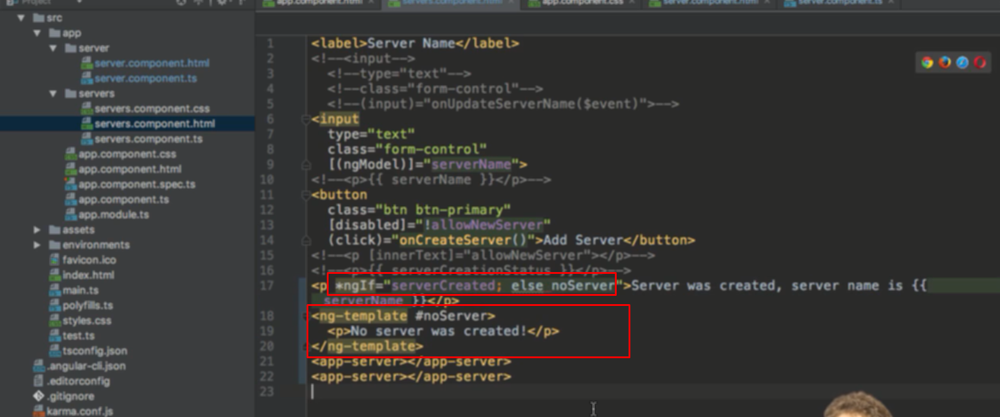 Project
app.component.html
servers.component.html
app.component.css
server.component.html
server.component.ts
src
app
server
server.component.html
server.component.ts
servers
servers.component.css
servers.component.html
servers.component.ts
app.component.css
app.component.html
app.component.spec.ts
app.component.ts
app.module.ts
assets
environments
favicon.ico
index.html
main.ts
polyfills.ts
styles.css
test.ts
tsconfig.json
.angular-cli.json
.editorconfig
.gitignore
karma.conf.js
1 <label>Server Name</label>
2 <!--<input-->
3 <!--type="text"-->
4 <!--class="form-control"-->
5 <!--(input)="onUpdateServerName($event)">-->
6 <input
7 type="text"
8 class="form-control"
9 [(ngModel)]="serverName">
10 <!--<p>{{ serverName }}</p>-->
11 <button
12 class="btn btn-primary"
13 [disabled]="!allowNewServer"
14 (click)="onCreateServer()">Add Server</button>
15 <!--<p [innerText]="allowNewServer"></p>-->
16 <!--<p>{{ serverCreationStatus }}</p>-->
17 <p *ngIf="serverCreated; else noServer">Server was created, server name is {{
serverName }}</p>
18 <ng-template #noServer>
19 <p>No server was created!</p>
20 </ng-template>
21 <app-server></app-server>
22 <app-server></app-server>
23